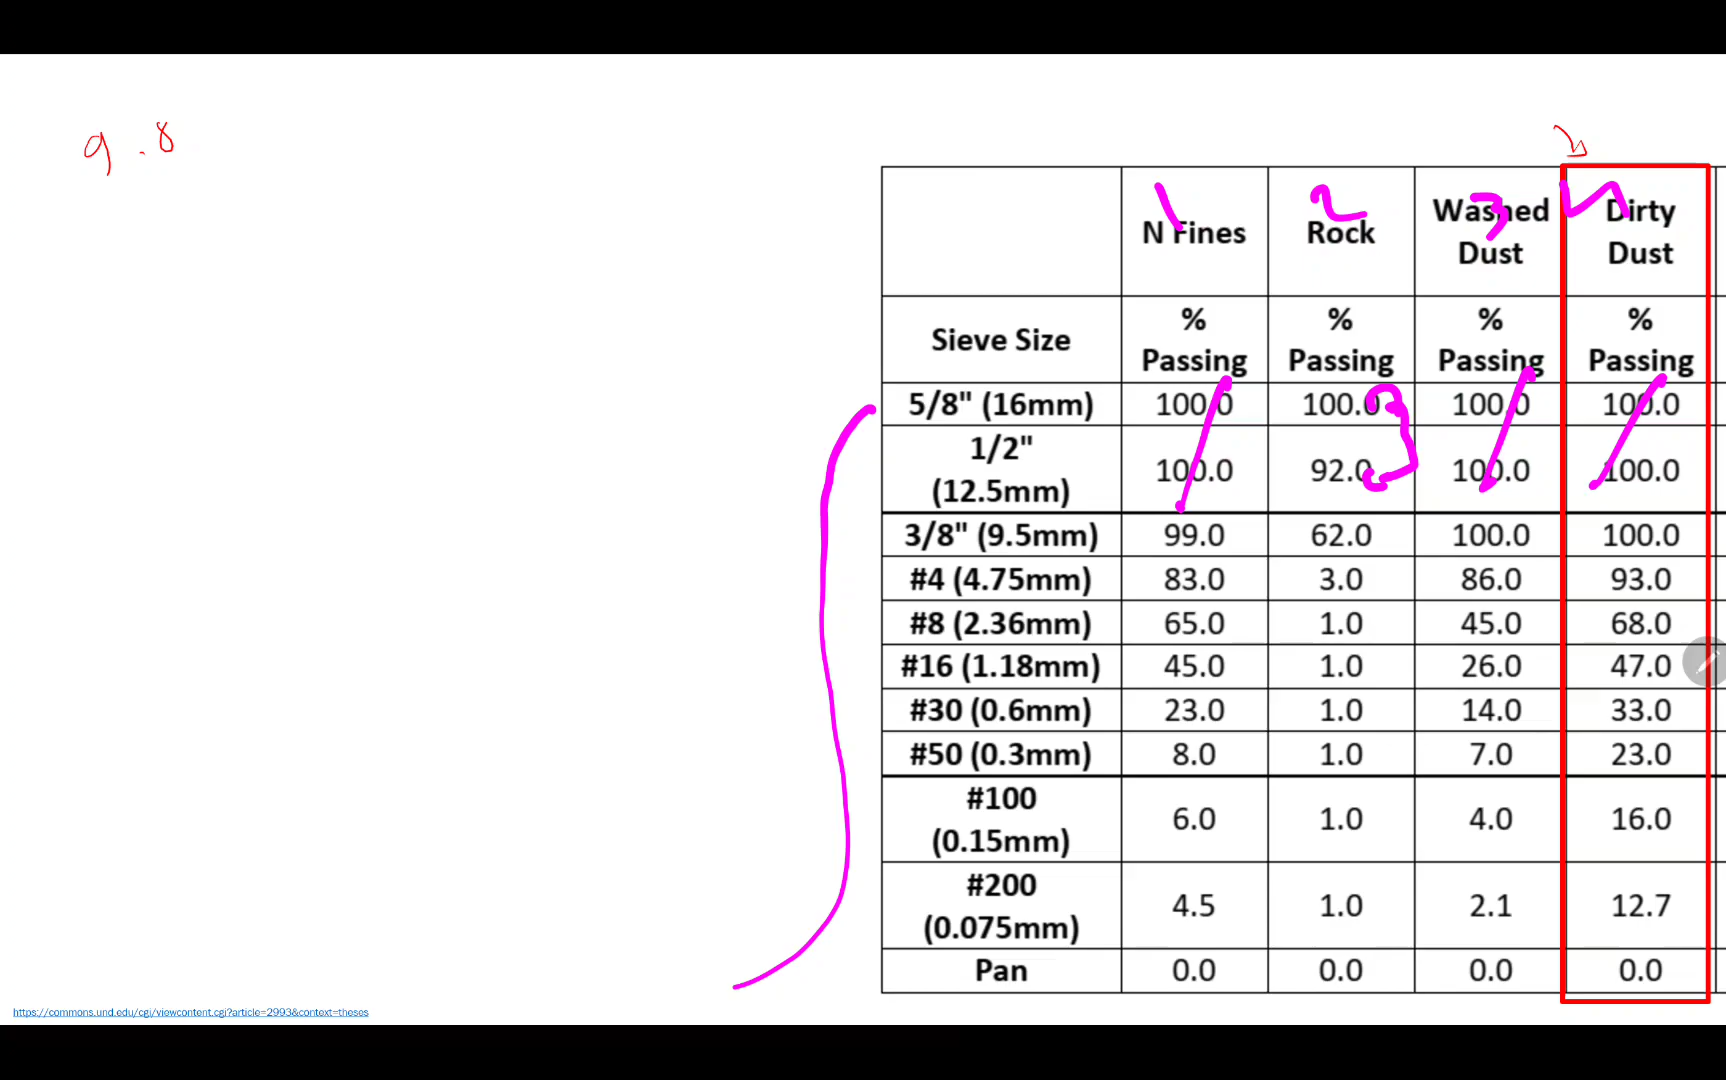 9.8
1 2 3
N Fines Rock Washed Dust Dirty Dust
Sieve Size % Passing % Passing % Passing % Passing
5/8" (16mm) 100.0 100.0 100.0 100.0
1/2" (12.5mm) 100.0 92.0 100.0 100.0
3/8" (9.5mm) 99.0 62.0 100.0 100.0
#4 (4.75mm) 83.0 3.0 86.0 93.0
#8 (2.36mm) 65.0 1.0 45.0 68.0
#16 (1.18mm) 45.0 1.0 26.0 47.0
#30 (0.6mm) 23.0 1.0 14.0 33.0
#50 (0.3mm) 8.0 1.0 7.0 23.0
#100 (0.15mm) 6.0 1.0 4.0 16.0
#200 (0.075mm) 4.5 1.0 2.1 12.7
Pan 0.0 0.0 0.0 0.0
https://commons.und.edu/cgi/viewcontent.cgi?article=2993&context=theses